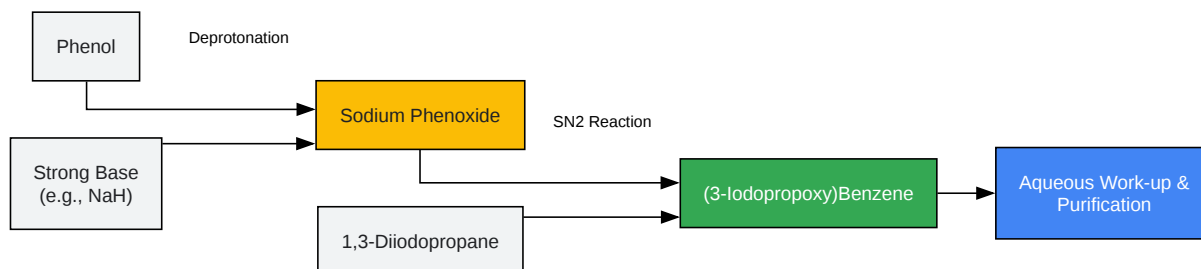 Phenol
Deprotonation
Sodium Phenoxide
SN2 Reaction
Strong Base
(e.g., NaH)
(3-Iodopropoxy)Benzene
Aqueous Work-up &
Purification
1,3-Diiodopropane